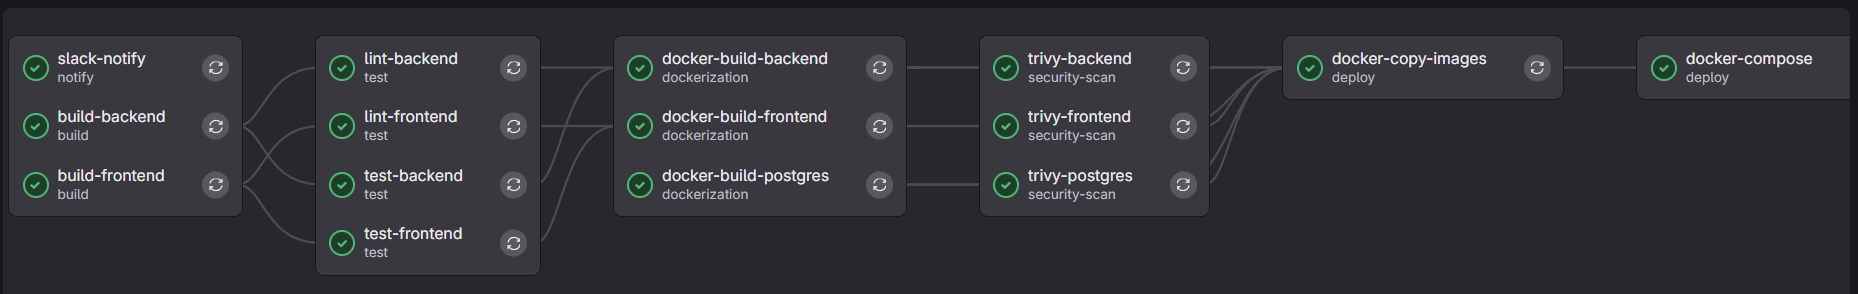 slack-notify
notify
build-backend
build
build-frontend
build
lint-backend
test
lint-frontend
test
test-backend
test
test-frontend
test
docker-build-backend
dockerization
docker-build-frontend
dockerization
docker-build-postgres
dockerization
trivy-backend
security-scan
trivy-frontend
security-scan
trivy-postgres
security-scan
docker-copy-images
deploy
docker-compose
deploy